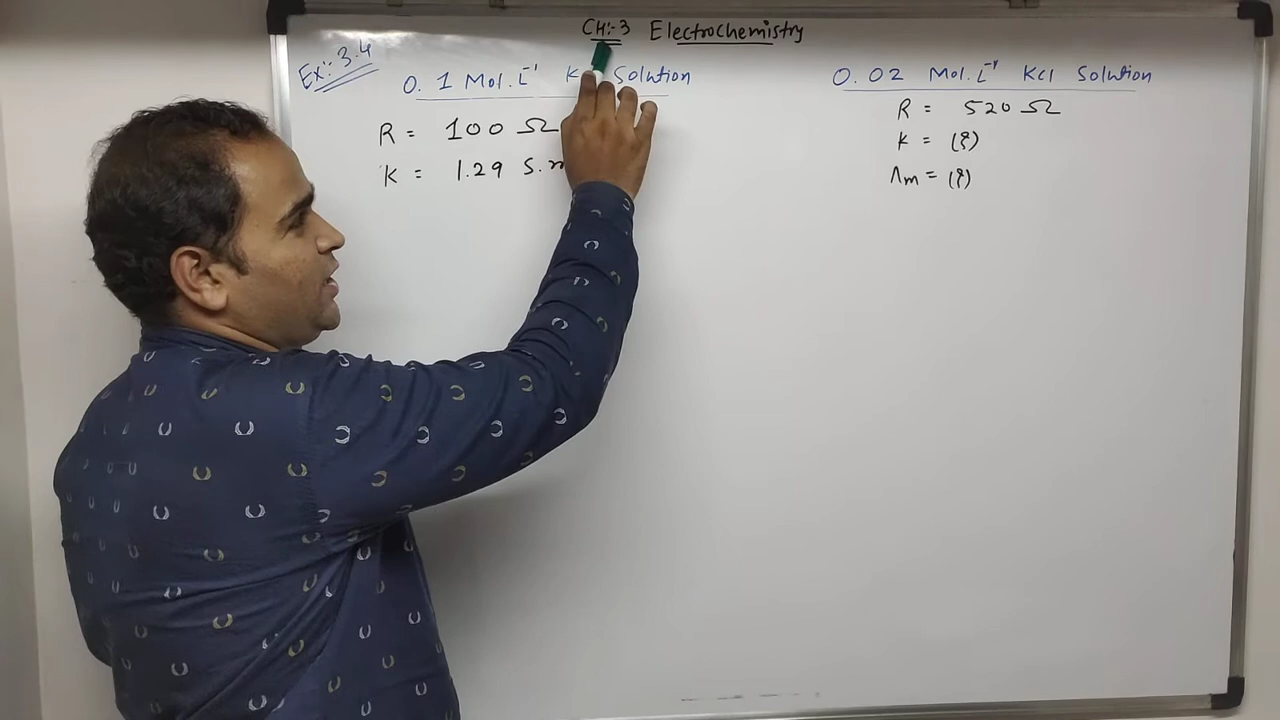 CH:-3 Electrochemistry
Ex:- 3.4
0.1 Mol. L⁻¹ K Solution
R = 100 Ω
K = 1.29 S.m
0.02 Mol. L⁻¹ KCl Solution
R = 520 Ω
K = (?)
Λm = (?)